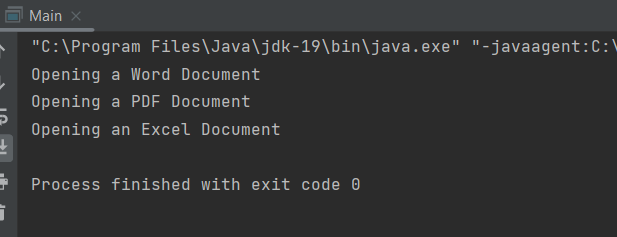 Main
"C:\Program Files\Java\jdk-19\bin\java.exe" "-javaagent:C:\
Opening a Word Document
Opening a PDF Document
Opening an Excel Document
Process finished with exit code 0